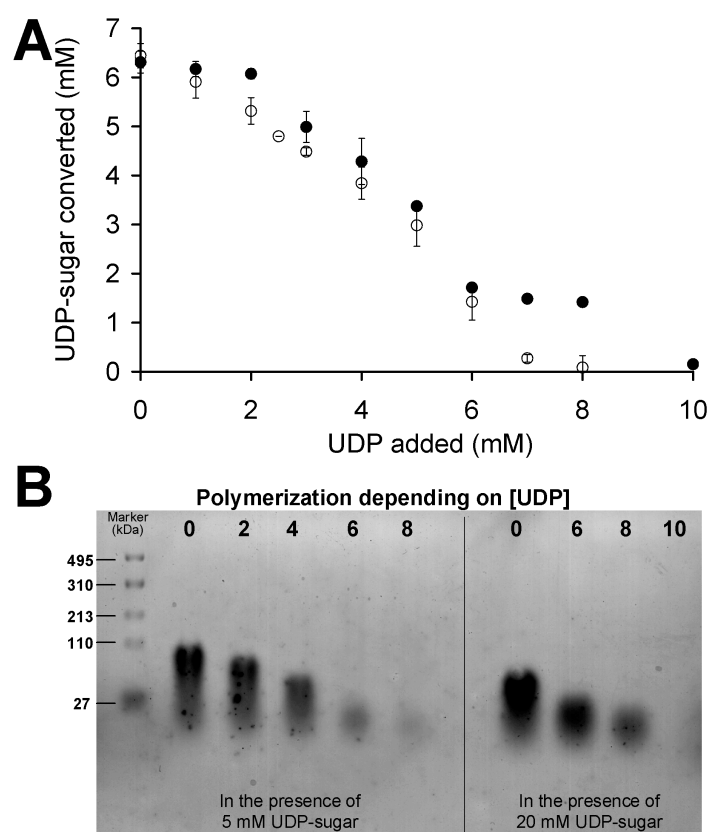 A
UDP-sugar converted (mM)
7
6
5
4
3
2
1
0
0 2 4 6 8 10
UDP added (mM)
B
Polymerization depending on [UDP]
Marker
(kDa)
0 2 4 6 8 0 6 8 10
495
310
213
110
27
In the presence of
5 mM UDP-sugar
In the presence of
20 mM UDP-sugar